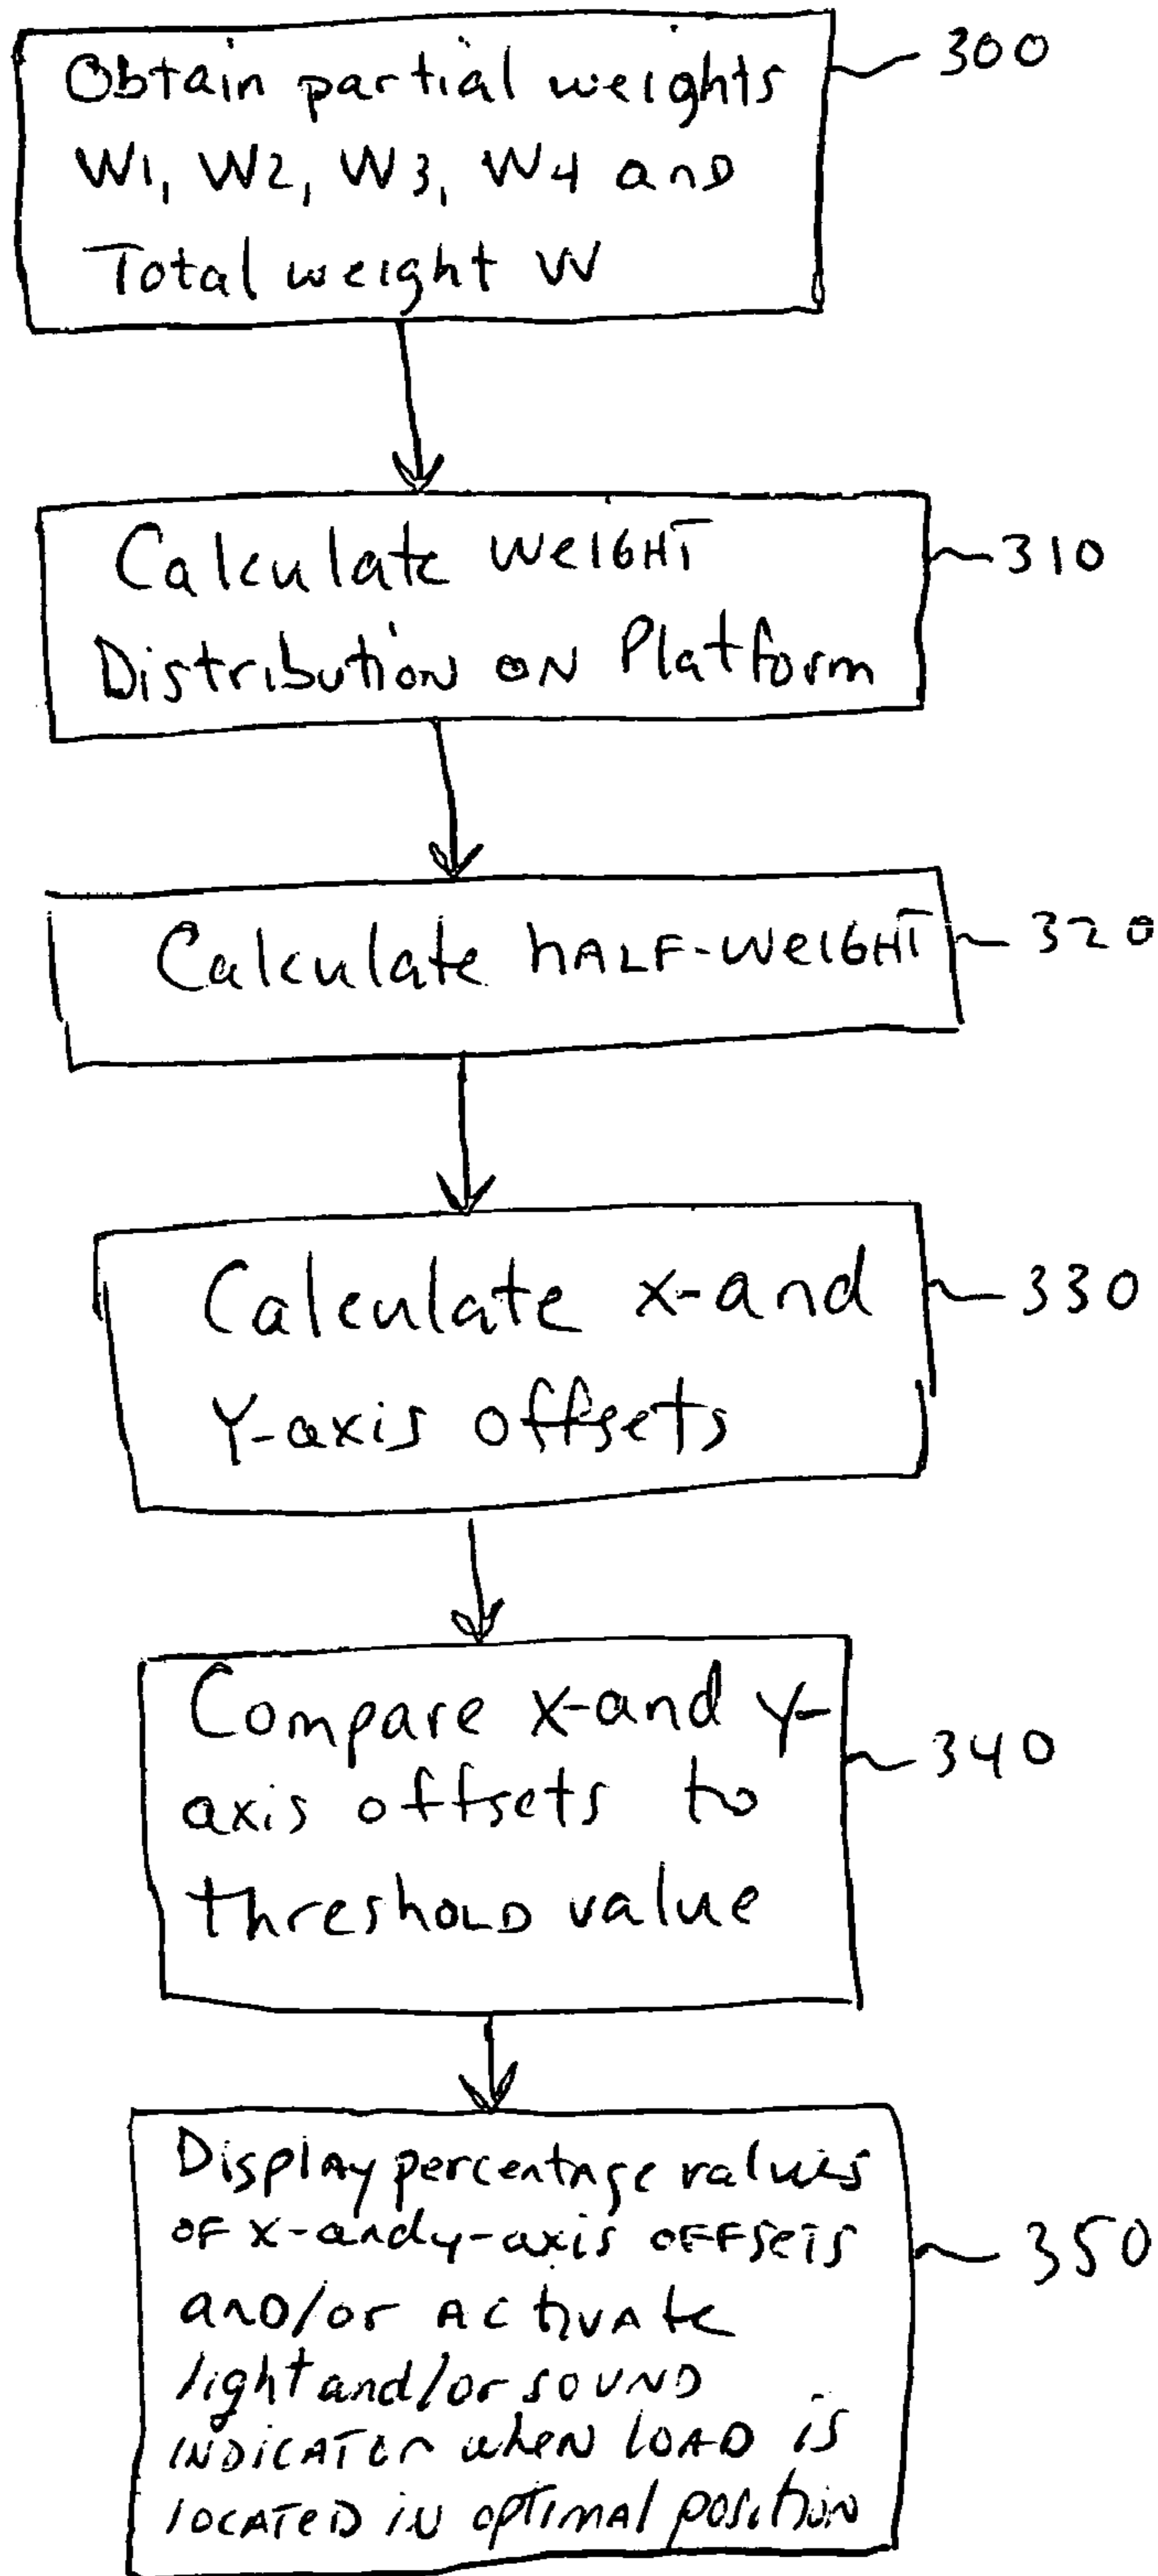 Obtain partial weights
W1, W2, W3, W4 and
Total weight W
300
Calculate WeIGHT
Distribution ON Platform
310
Calculate hALF-WeIGHT
320
Calculate x-and
Y-axis offsets
330
Compare x-and y-
axis offsets to
threshOLD value
340
DisplAy percentAge values
OF x-andy-axis OFFsets
anD/or ActivAte
light and/or SOUND
INDICATOr when LOAD is
LOCATED IN optimAl position
350